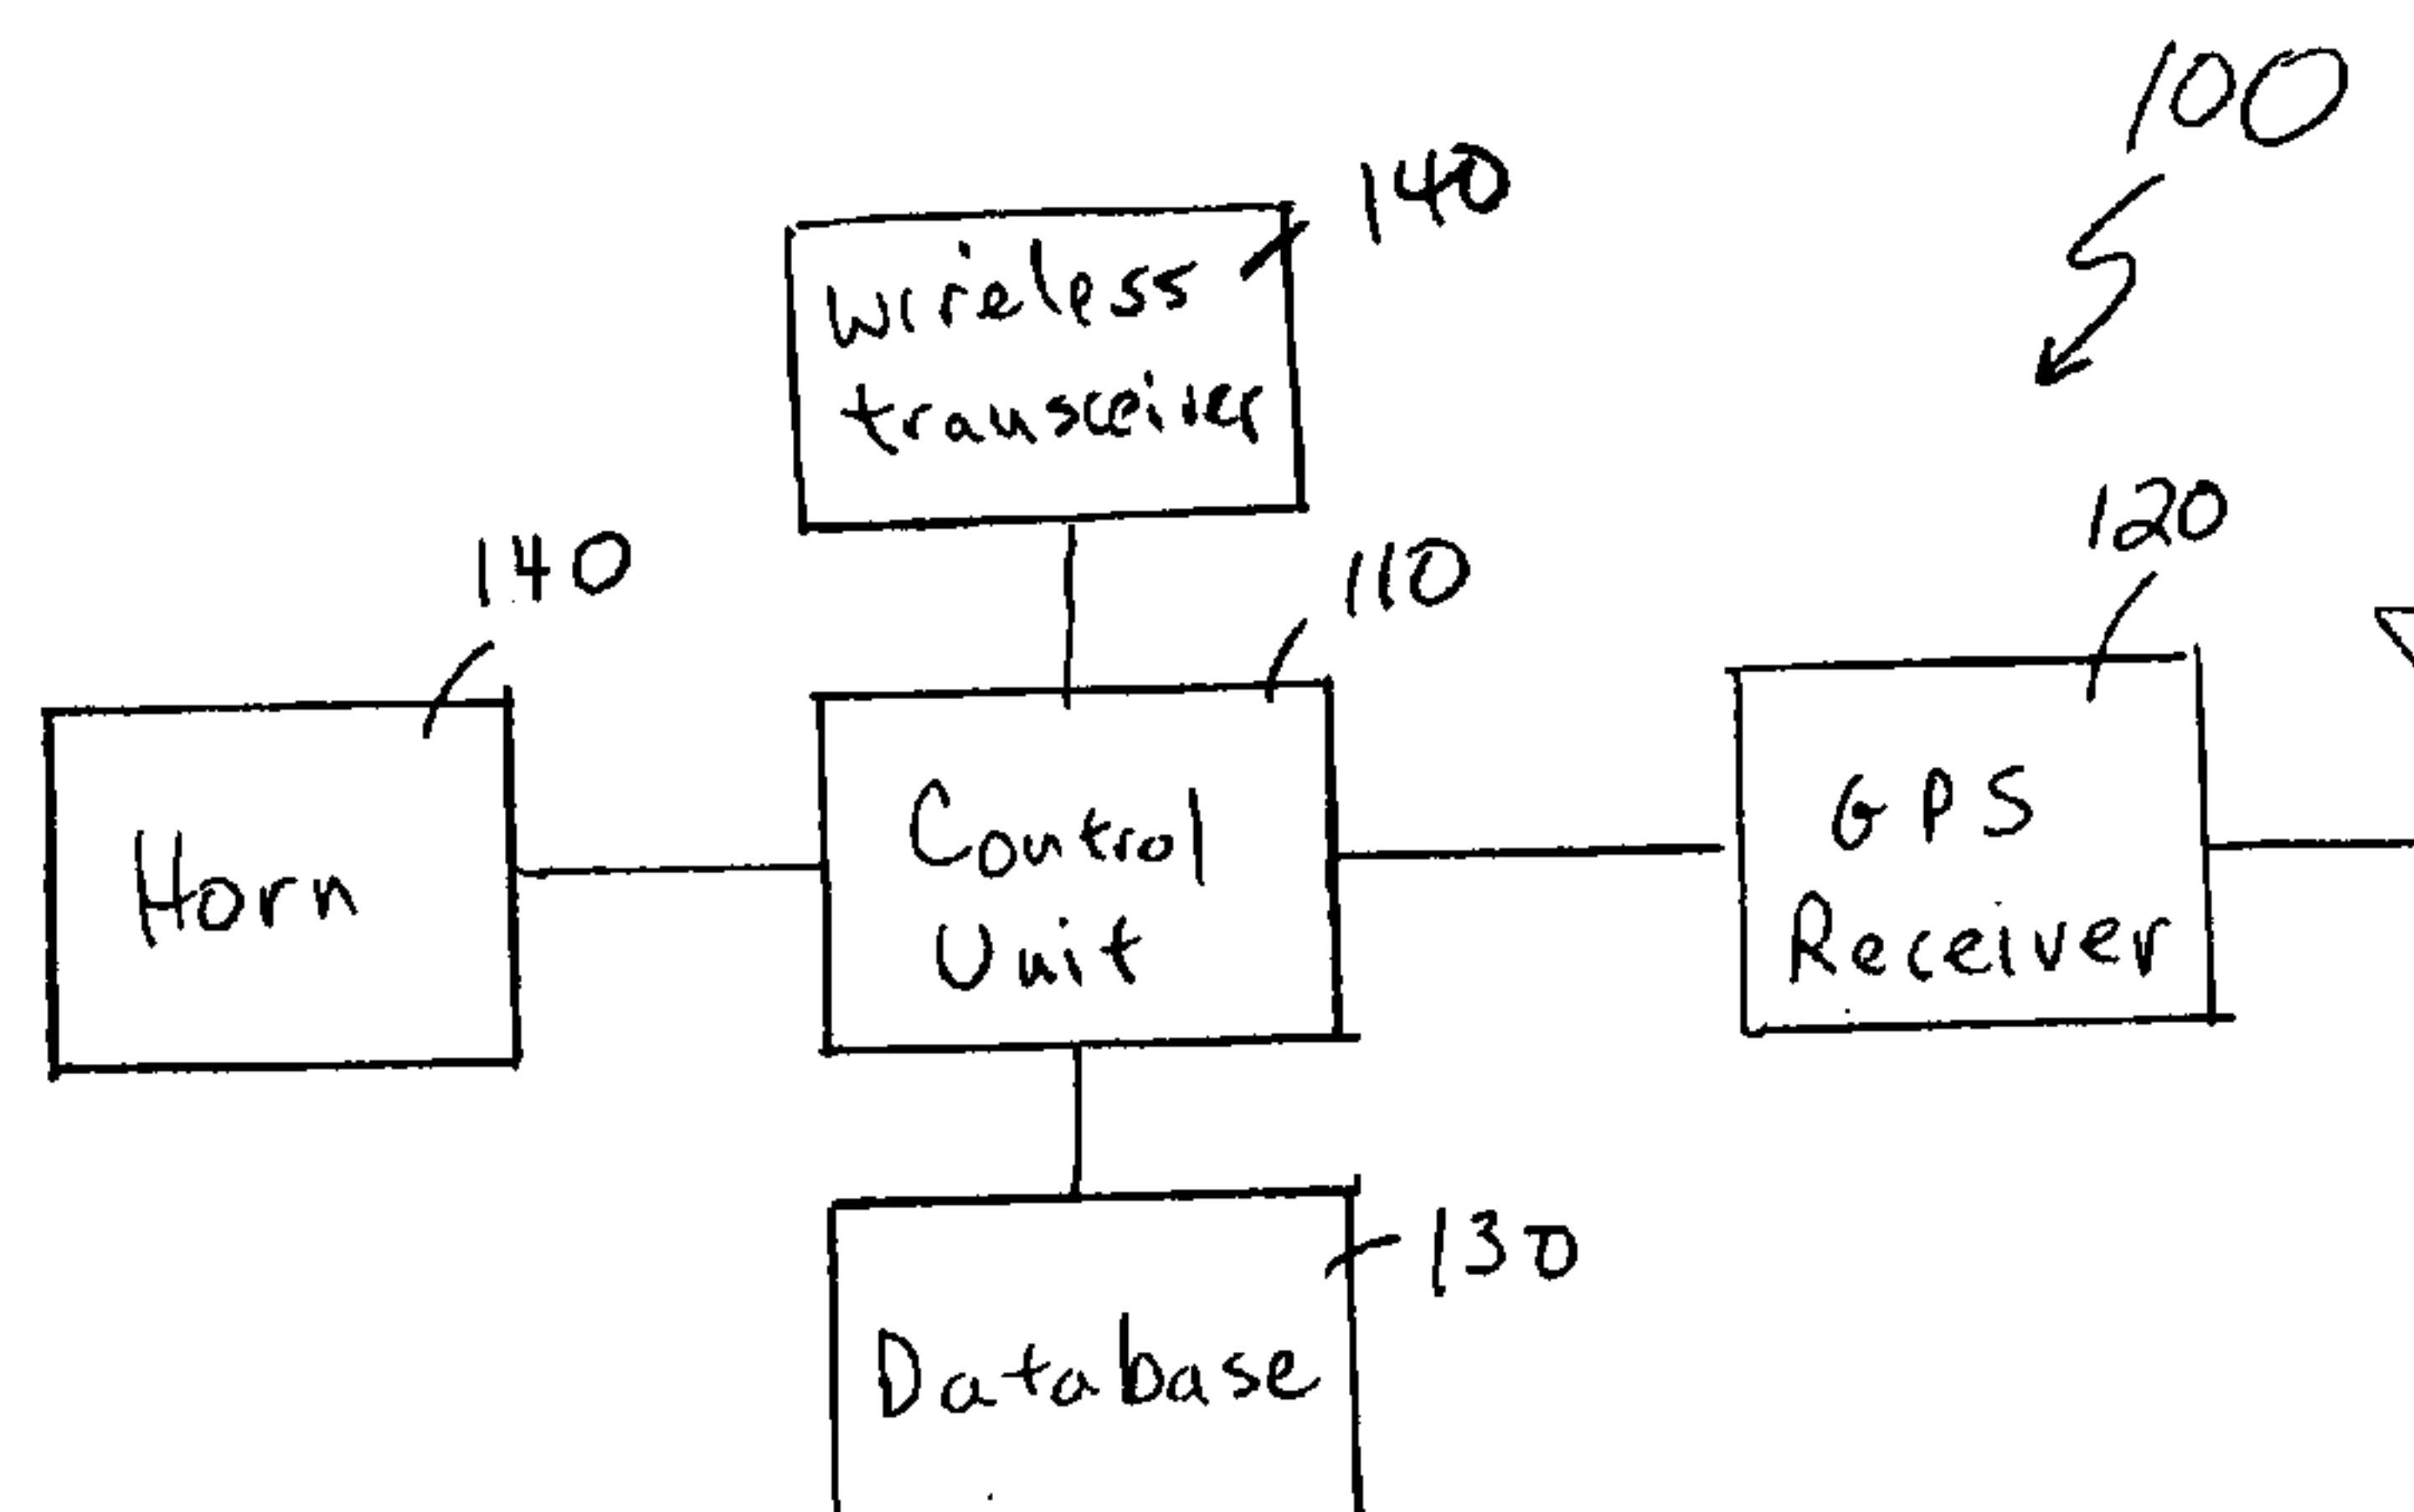 100
140
wireless
transceiver
140
110
120
Horn
Control
Unit
GPS
Receiver
130
Database